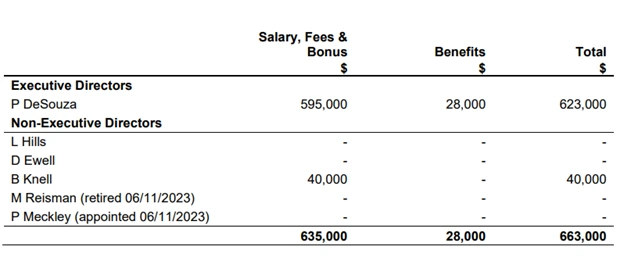 Salary, Fees &
Bonus Benefits Total
$ $ $
Executive Directors
P DeSouza 595,000 28,000 623,000
Non-Executive Directors
L Hills - - -
D Ewell - - -
B Knell 40,000 - 40,000
M Reisman (retired 06/11/2023) - - -
P Meckley (appointed 06/11/2023) - - -
635,000 28,000 663,000